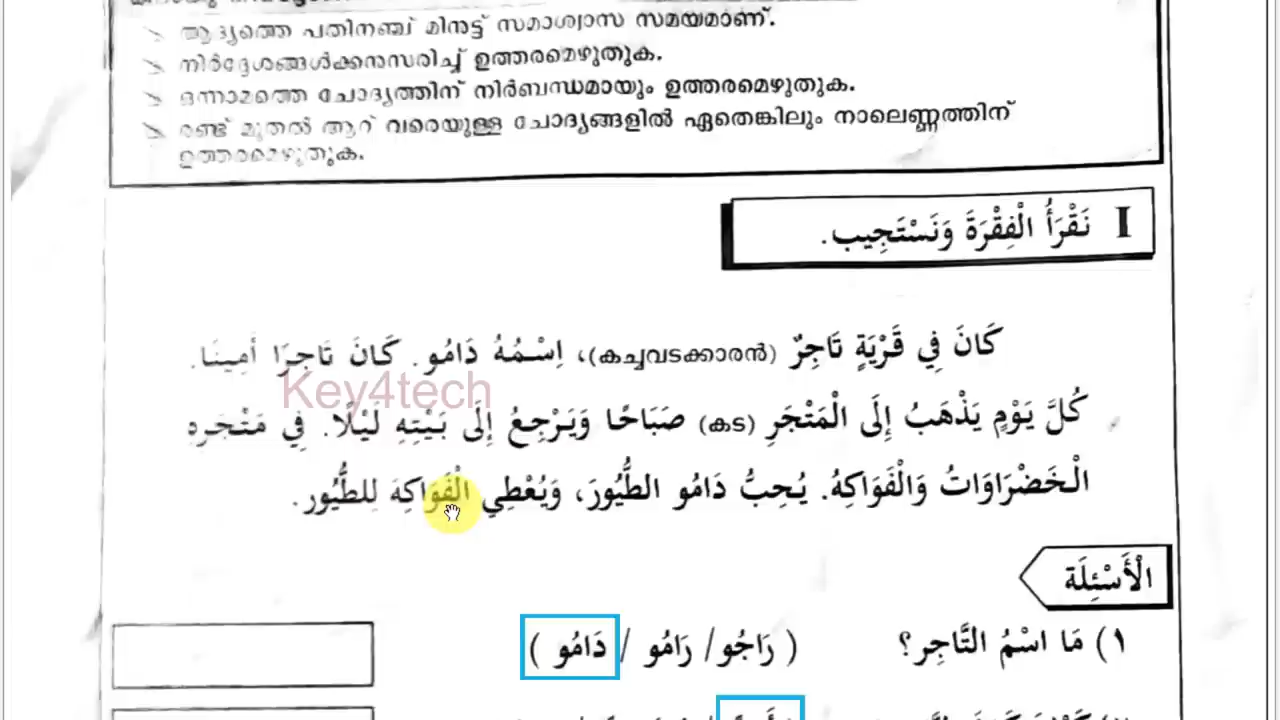 ആദ്യത്തെ പതിനഞ്ച് മിനുട്ട് സമാശ്വാസ സമയമാണ്.
നിർദ്ദേശങ്ങൾക്കനുസരിച്ച് ഉത്തരമെഴുതുക.
ഒന്നാമത്തെ ചോദ്യത്തിന് നിർബന്ധമായും ഉത്തരമെഴുതുക.
രണ്ട് മുതൽ ആറ് വരെയുള്ള ചോദ്യങ്ങളിൽ ഏതെങ്കിലും നാലെണ്ണത്തിന്
ഉത്തരമെഴുതുക.
I نَقْرَأُ الْفِقْرَةَ وَنَسْتَجِيب.
كَانَ فِي قَرْيَةٍ تَاجِرٌ (കച്ചവടക്കാരൻ)، اِسْمُهُ دَامُو. كَانَ تَاجِرًا أَمِينَا.
Key4tech
كُلَّ يَوْمٍ يَذْهَبُ إِلَى الْمَتْجَرِ (കട) صَبَاحًا وَيَرْجِعُ إِلَى بَيْتِهِ لَيْلًا. فِي مَتْجَرِهِ
الْخَضْرَاوَاتُ وَالْفَوَاكِهُ. يُحِبُّ دَامُو الطُّيُورَ، وَيُعْطِي الْفَوَاكِهَ لِلطُّيُور.
الْأَسْئِلَة
١) مَا اسْمُ التَّاجِر؟ ( رَاجُو/ رَامُو / دَامُو )